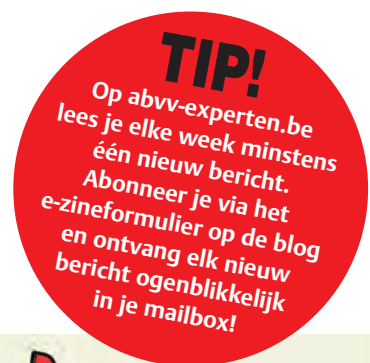 TIP!
Op abvv-experten.be
lees je elke week minstens
één nieuw bericht.
Abonneer je via het
e-zineformulier op de blog
en ontvang elk nieuw
bericht ogenblikkelijk
in je mailbox!